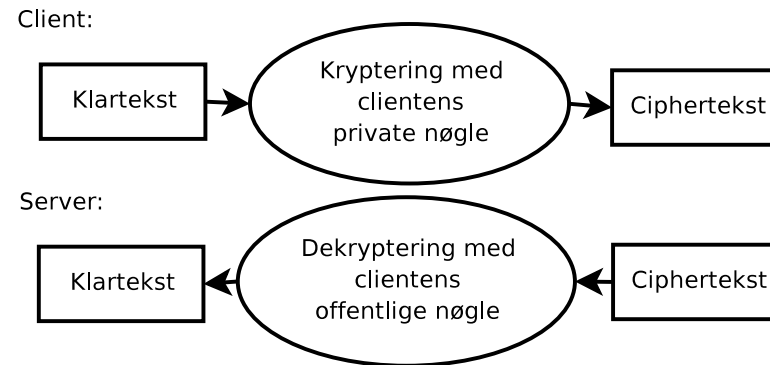 Client:
Klartekst
Kryptering med
clientens
private nøgle
Ciphertekst
Server:
Klartekst
Dekryptering med
clientens
offentlige nøgle
Ciphertekst